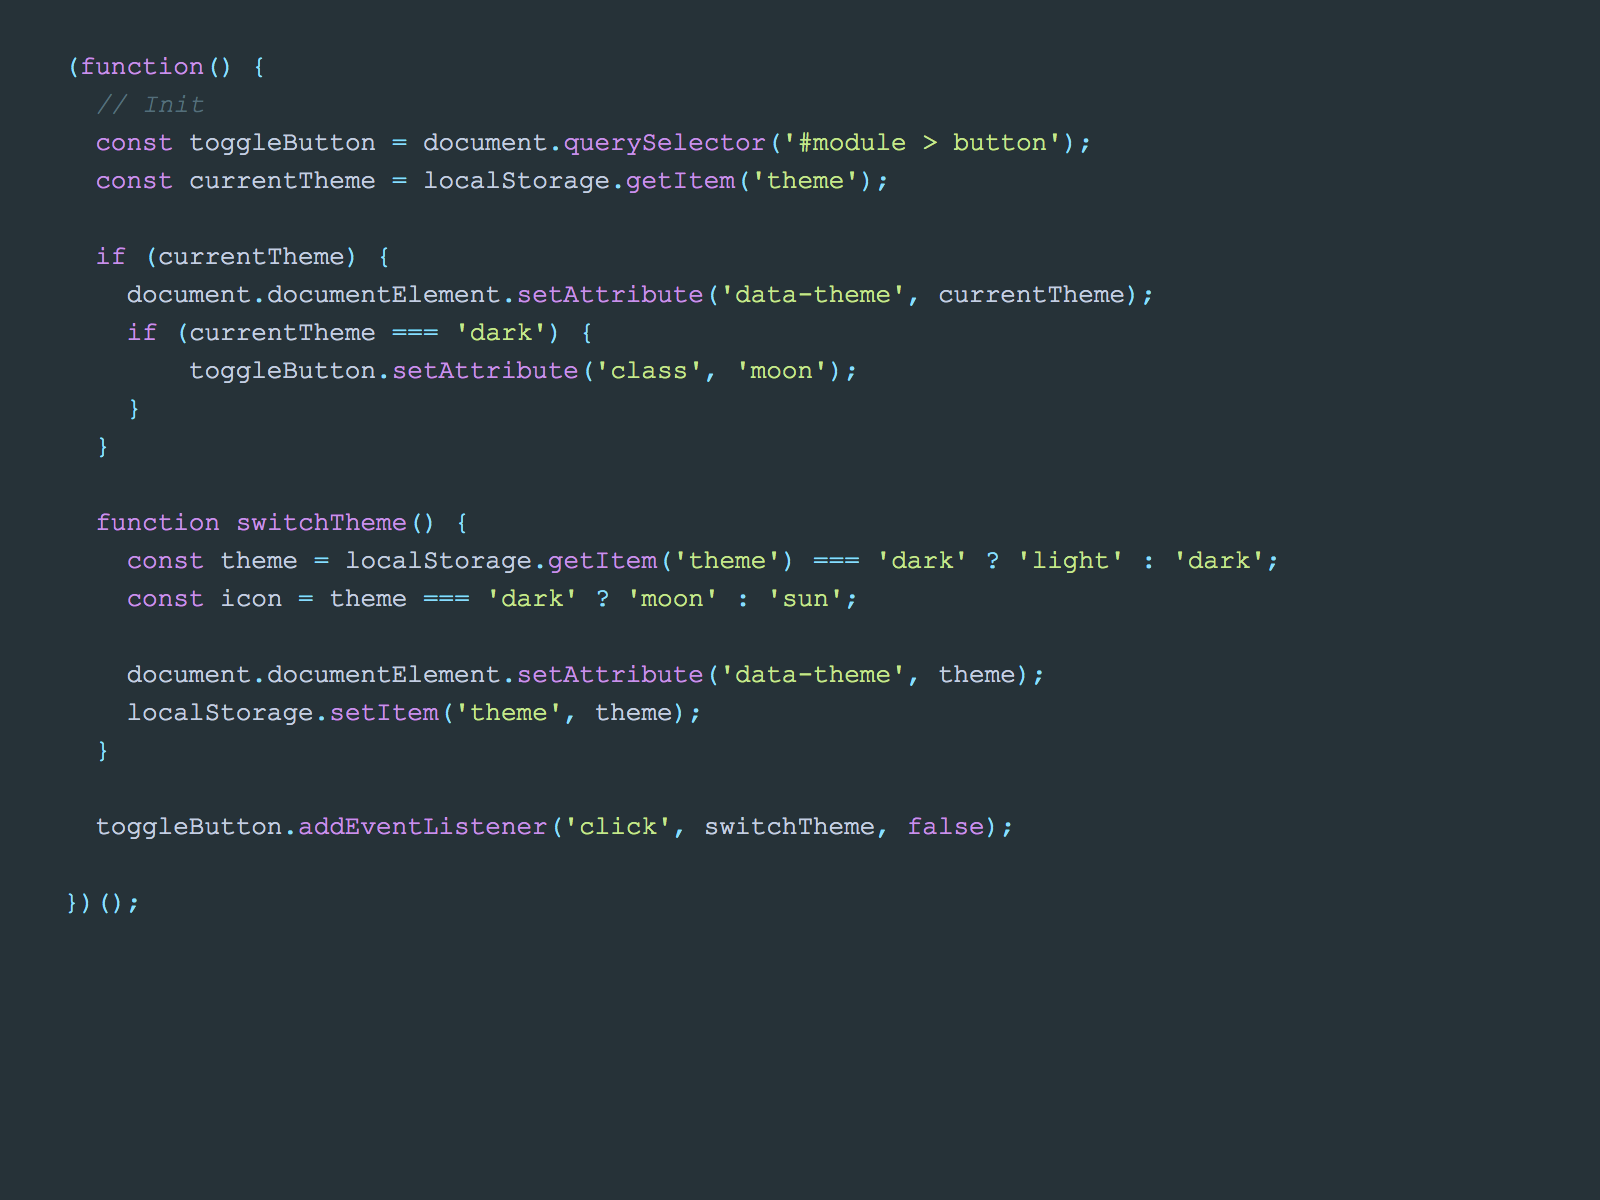 (function() {
  // Init
  const toggleButton = document.querySelector('#module > button');
  const currentTheme = localStorage.getItem('theme');

  if (currentTheme) {
    document.documentElement.setAttribute('data-theme', currentTheme);
    if (currentTheme === 'dark') {
        toggleButton.setAttribute('class', 'moon');
    }
  }

  function switchTheme() {
    const theme = localStorage.getItem('theme') === 'dark' ? 'light' : 'dark';
    const icon = theme === 'dark' ? 'moon' : 'sun';

    document.documentElement.setAttribute('data-theme', theme);
    localStorage.setItem('theme', theme);
  }

  toggleButton.addEventListener('click', switchTheme, false);

})();